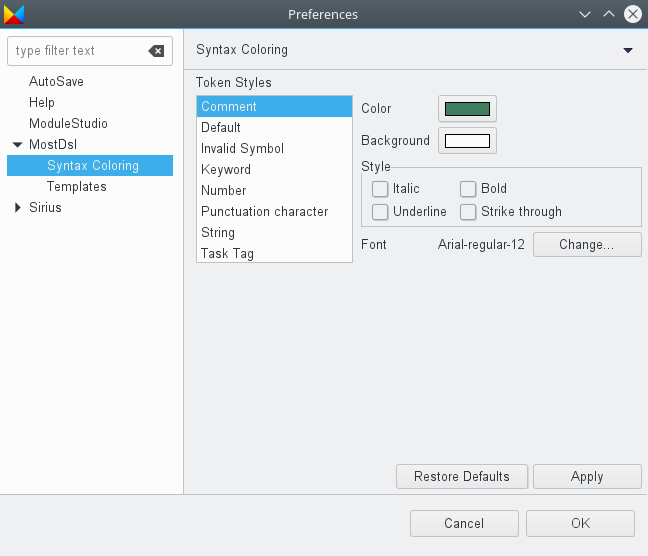 Preferences
type filter text
AutoSave
Help
ModuleStudio
MostDsl
Syntax Coloring
Templates
Sirius
Syntax Coloring
Token Styles
Comment
Default
Invalid Symbol
Keyword
Number
Punctuation character
String
Task Tag
Color
Background
Style
Italic Bold
Underline Strike through
Font Arial-regular-12 Change...
Restore Defaults Apply
Cancel OK